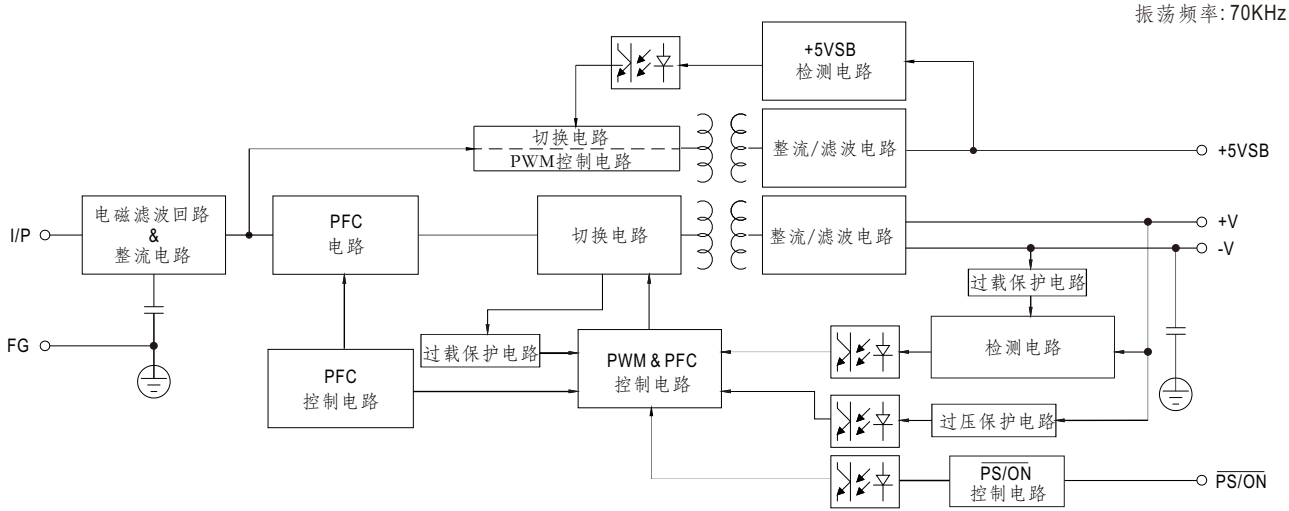 振荡频率: 70KHz
+5VSB
检测电路
切换电路
PWM控制电路
整流/滤波电路
+5VSB
I/P
电磁滤波回路
&
整流电路
PFC
电路
切换电路
整流/滤波电路
+V
-V
过载保护电路
FG
过载保护电路
PWM & PFC
控制电路
检测电路
PFC
控制电路
过压保护电路
PS/ON
控制电路
PS/ON